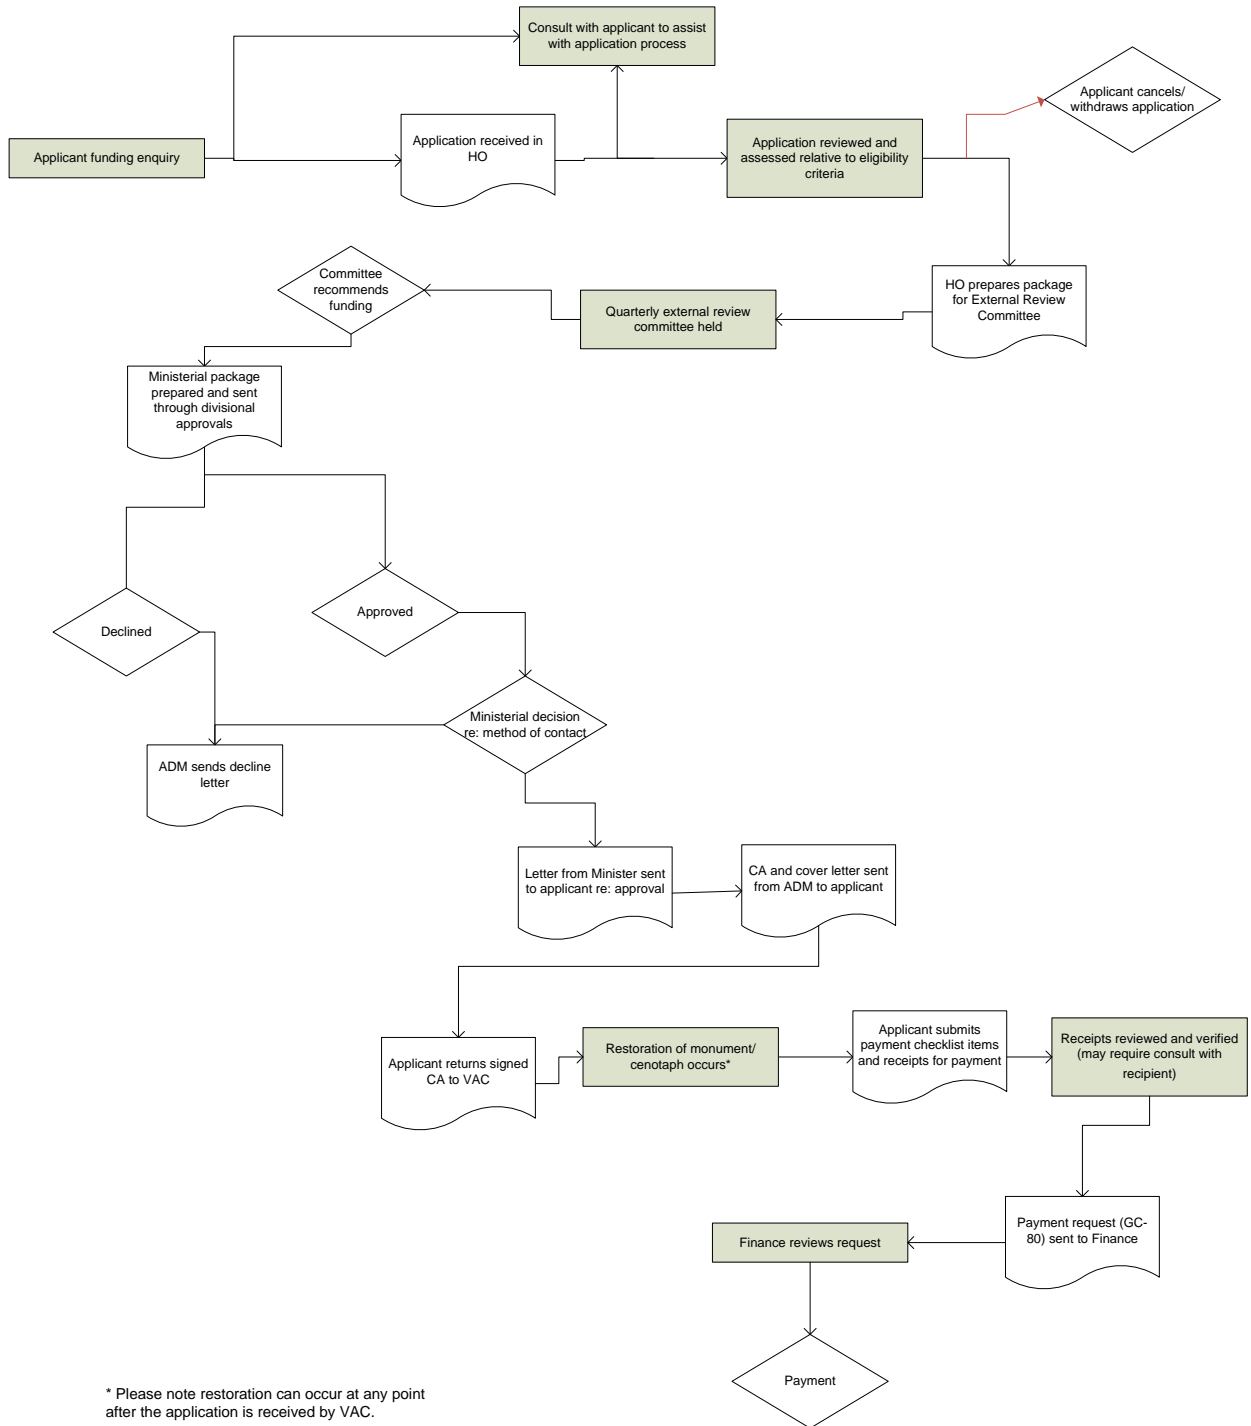 Consult with applicant to assist
with application process
Applicant cancels/
withdraws application
Applicant funding enquiry
Application received in
HO
Application reviewed and
assessed relative to eligibility
criteria
Committee
recommends
funding
Quarterly external review
committee held
HO prepares package
for External Review
Committee
Ministerial package
prepared and sent
through divisional
approvals
Declined
Approved
Ministerial decision
re: method of contact
ADM sends decline
letter
Letter from Minister sent
to applicant re: approval
CA and cover letter sent
from ADM to applicant
Applicant returns signed
CA to VAC
Restoration of monument/
cenotaph occurs*
Applicant submits
payment checklist items
and receipts for payment
Receipts reviewed and verified
(may require consult with
recipient)
Payment request (GC-
80) sent to Finance
Finance reviews request
Payment
* Please note restoration can occur at any point
after the application is received by VAC.